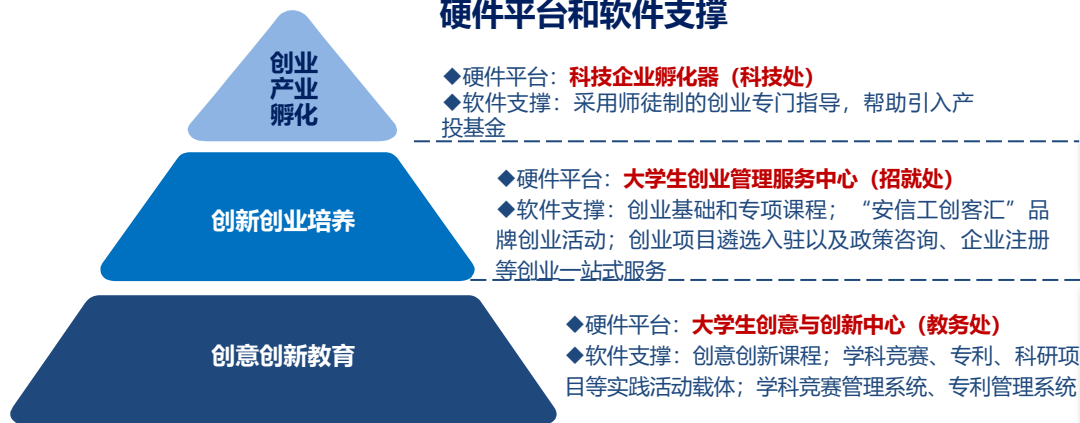 硬件平台和软件支撑
创业
产业
孵化
◆硬件平台：科技企业孵化器（科技处）
◆软件支撑：采用师徒制的创业专门指导，帮助引入产
投基金
创新创业培养
◆硬件平台：大学生创业管理服务中心（招就处）
◆软件支撑：创业基础和专项课程；“安信工创客汇”品
牌创业活动；创业项目遴选入驻以及政策咨询、企业注册
等创业一站式服务
创意创新教育
◆硬件平台：大学生创意与创新中心（教务处）
◆软件支撑：创意创新课程；学科竞赛、专利、科研项
目等实践活动载体；学科竞赛管理系统、专利管理系统